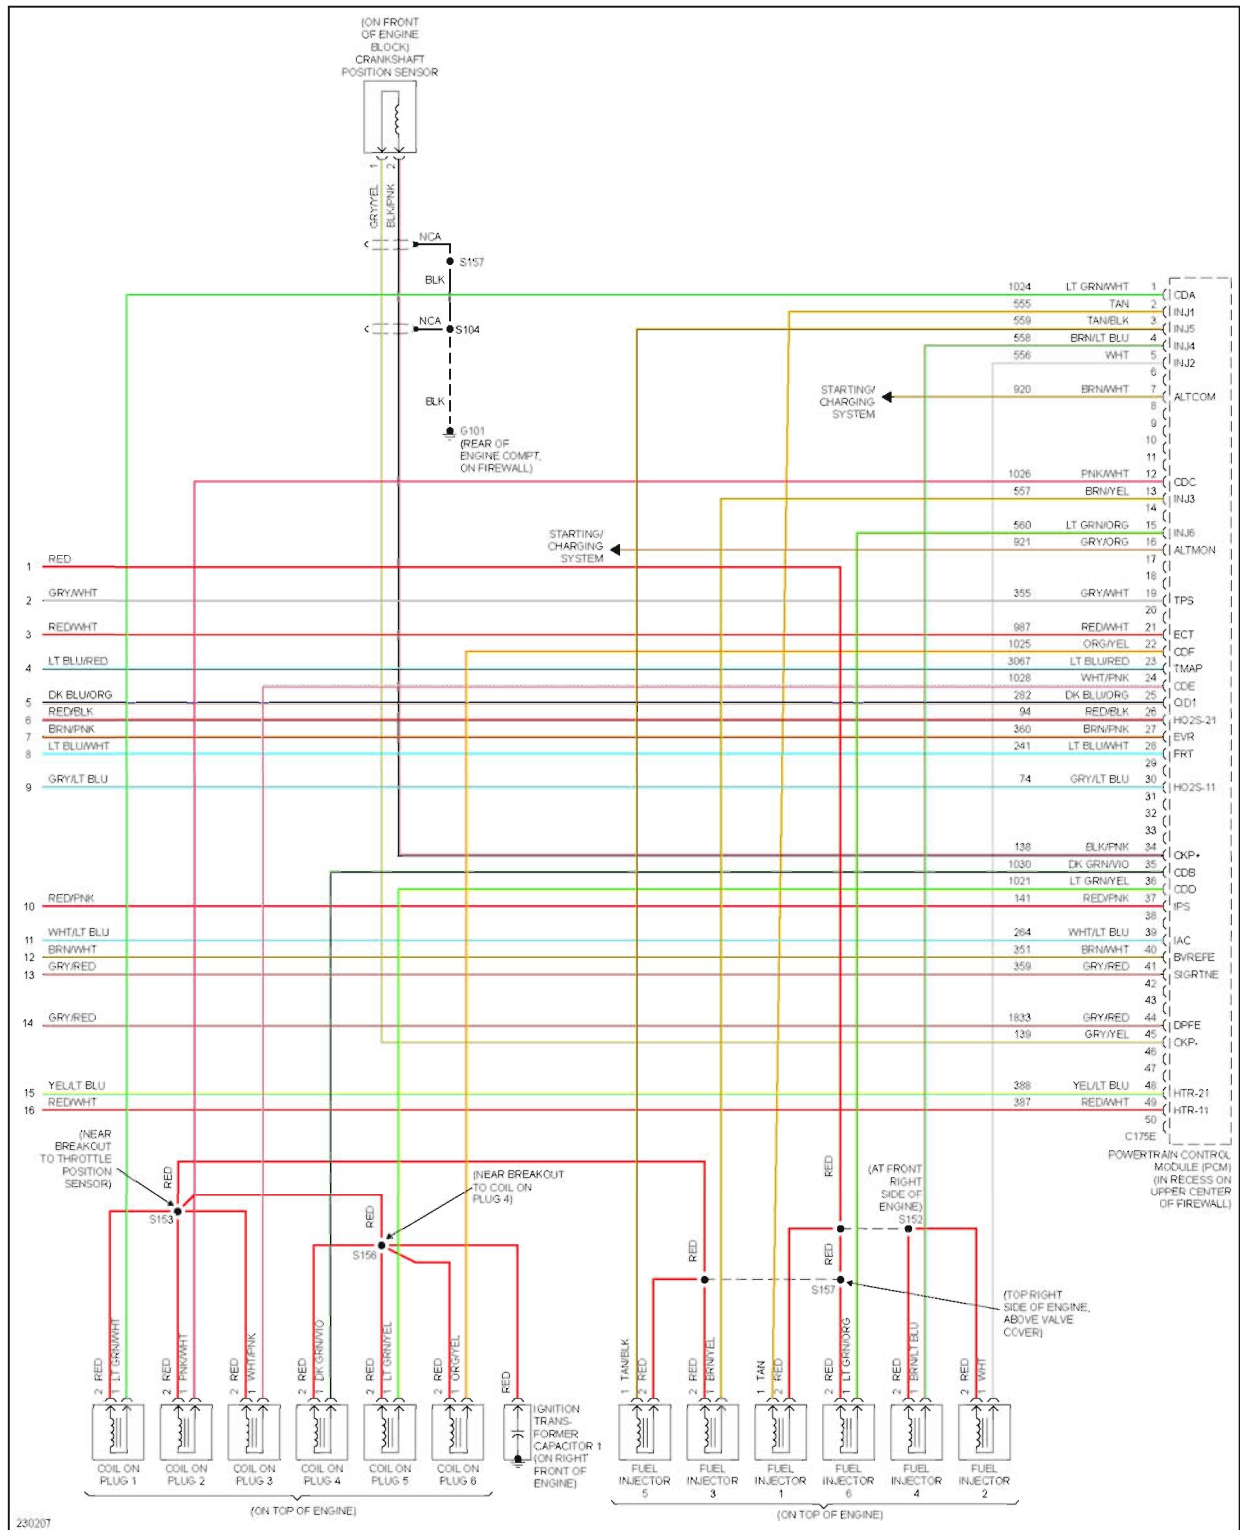 (ON FRONT
OF ENGINE
BLOCK)
CRANKSHAFT
POSITION SENSOR
1
2
GRY/YEL
BLK/PNK
NCA
S157
BLK
NCA
S104
BLK
G101
(REAR OF
ENGINE COMPT,
ON FIREWALL)
1024 LT GRN/WHT 1 CDA
555 TAN 2 INJ1
559 TAN/BLK 3 INJ5
558 BRN/LT BLU 4 INJ4
556 WHT 5 INJ2
6
STARTING/
CHARGING
SYSTEM
920 BRN/WHT 7 ALTCOM
8
9
10
11
1026 PNK/WHT 12 CDC
557 BRN/YEL 13 INJ3
14
560 LT GRN/ORG 15 INJ6
STARTING/
CHARGING
SYSTEM
921 GRY/ORG 16 ALTMON
17
1 RED
18
2 GRY/WHT 355 GRY/WHT 19 TPS
20
3 RED/WHT 987 RED/WHT 21 ECT
1025 ORG/YEL 22 CDF
4 LT BLU/RED 3067 LT BLU/RED 23 TMAP
1028 WHT/PNK 24 CDE
5 DK BLU/ORG 282 DK BLU/ORG 25 CID1
6 RED/BLK 94 RED/BLK 26 HO2S-21
7 BRN/PNK 360 BRN/PNK 27 EVR
8 LT BLU/WHT 241 LT BLU/WHT 28 FRT
29
9 GRY/LT BLU 74 GRY/LT BLU 30 HO2S-11
31
32
33
138 BLK/PNK 34 CKP+
1030 DK GRN/VIO 35 CDB
1021 LT GRN/YEL 36 CDD
10 RED/PNK 141 RED/PNK 37 IPS
38
11 WHT/LT BLU 264 WHT/LT BLU 39 IAC
12 BRN/WHT 351 BRN/WHT 40 BVREFE
13 GRY/RED 359 GRY/RED 41 SIGRTNE
42
43
14 GRY/RED 1833 GRY/RED 44 DPFE
139 GRY/YEL 45 CKP-
46
47
15 YEL/LT BLU 388 YEL/LT BLU 48 HTR-21
16 RED/WHT 387 RED/WHT 49 HTR-11
50
C175E
POWERTRAIN CONTROL
MODULE (PCM)
(IN RECESS ON
UPPER CENTER
OF FIREWALL)
(NEAR
BREAKOUT
TO THROTTLE
POSITION
SENSOR)
RED
S153
(NEAR BREAKOUT
TO COIL ON
PLUG 4)
RED
S156
RED
RED
(AT FRONT
RIGHT
SIDE OF
ENGINE)
S152
RED
S157
(TOP RIGHT
SIDE OF ENGINE,
ABOVE VALVE
COVER)
2 RED
1 LT GRN/WHT
2 RED
1 PNK/WHT
2 RED
1 WHT/PNK
2 RED
1 DK GRN/VIO
2 RED
1 LT GRN/YEL
2 RED
1 ORG/YEL
RED
1 TAN/BLK
2 RED
2 RED
1 BRN/YEL
1 TAN
2 RED
2 RED
1 LT GRN/ORG
2 RED
1 BRN/LT BLU
2 RED
1 WHT
COIL ON
PLUG 1
COIL ON
PLUG 2
COIL ON
PLUG 3
COIL ON
PLUG 4
COIL ON
PLUG 5
COIL ON
PLUG 6
(ON TOP OF ENGINE)
IGNITION
TRANS-
FORMER
CAPACITOR 1
(ON RIGHT
FRONT OF
ENGINE)
FUEL
INJECTOR
5
FUEL
INJECTOR
3
FUEL
INJECTOR
1
FUEL
INJECTOR
6
FUEL
INJECTOR
4
FUEL
INJECTOR
2
(ON TOP OF ENGINE)
230207